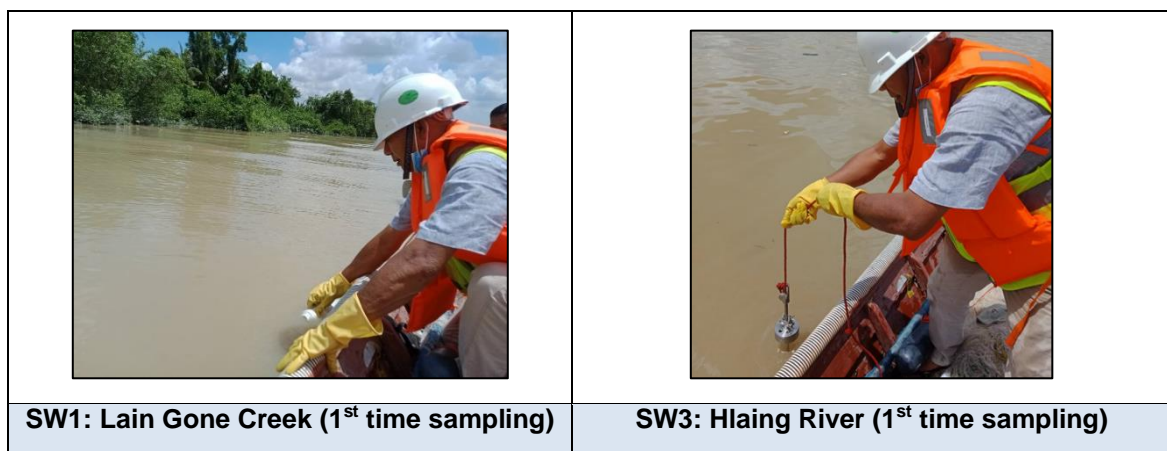 SW1: Lain Gone Creek (1st time sampling)
SW3: Hlaing River (1st time sampling)